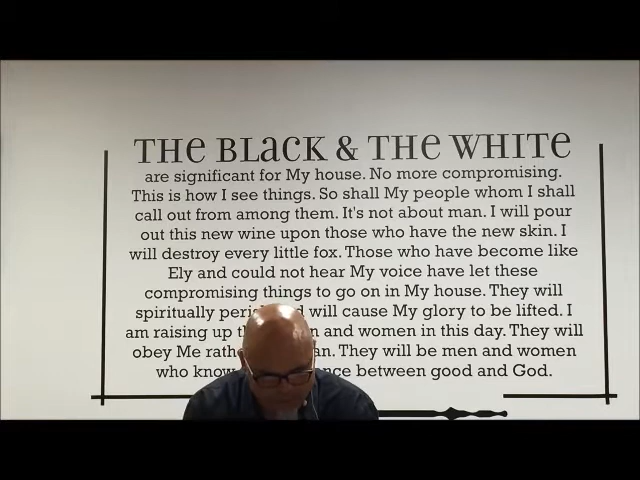 THE BLACK & THE WHITE
are significant for My house. No more compromising.
This is how I see things. So shall My people whom I shall
call out from among them. It's not about man. I will pour
out this new wine upon those who have the new skin. I
will destroy every little fox. Those who have become like
Ely and could not hear My voice have let these
compromising things to go on in My house. They will
spiritually will cause My glory to be lifted. I
am raising up and women in this day. They will
obey Me They will be men and women
who between good and God.